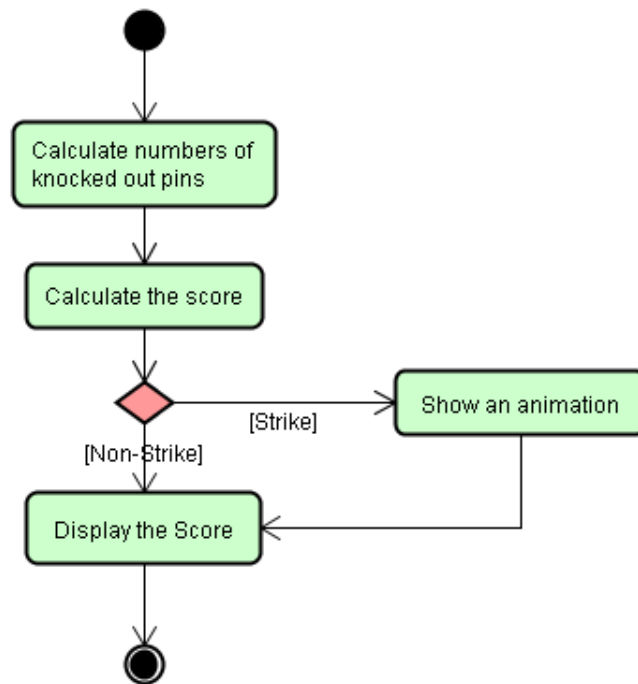 Calculate numbers of
knocked out pins
Calculate the score
[Strike]
Show an animation
[Non-Strike]
Display the Score